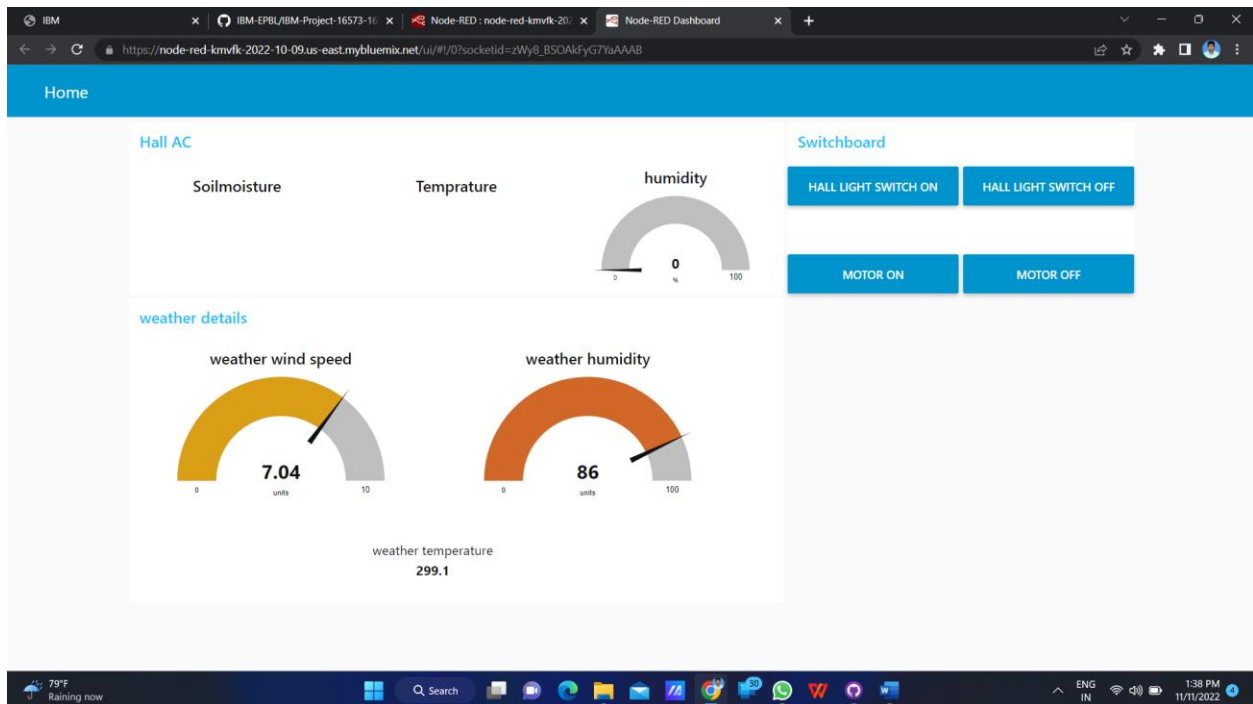 IBM
IBM-EPBL/IBM-Project-16573-16
Node-RED : node-red-kmvfk-202
Node-RED Dashboard
https://node-red-kmvfk-2022-10-09.us-east.mybluemix.net/ui/#!/0?socketid=zWy8_BSOAkFyG7YaAAAB
Home
Hall AC
Switchboard
Soilmoisture
Temprature
humidity
0
%
0
100
HALL LIGHT SWITCH ON
HALL LIGHT SWITCH OFF
MOTOR ON
MOTOR OFF
weather details
weather wind speed
7.04
units
0
10
weather humidity
86
units
0
100
weather temperature
299.1
79°F
Raining now
Search
30
ENG
IN
1:38 PM
11/11/2022
4